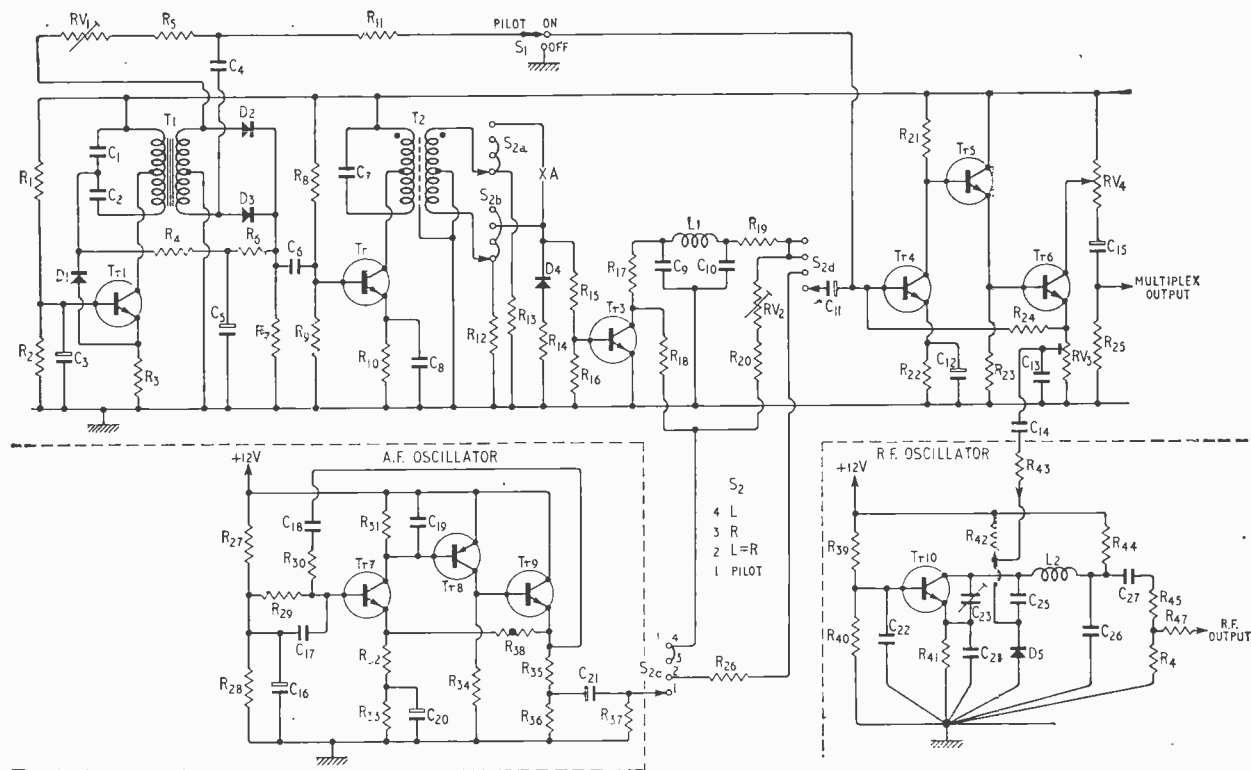 RV1
R5
R11
PILOT ON
S1
OFF
C4
T1
D2
T2
S2a
R21
Tr5
C1
R1
R8
C7
XA
RV4
C2
D3
S2b
L1
R19
R4
R6
C6
C15
D1
Tr1
Tr
D4
R15
R17
C9
C10
S2d
Tr4
Tr6
MULTIPLEX
OUTPUT
C5
Tr3
RV2
C11
R24
R2
C3
R3
R7
R9
R10
C8
R12
R13
R14
R16
R18
R20
R22
C12
R23
C13
RV3
R25
C14
+12V
A.F. OSCILLATOR
R.F. OSCILLATOR
+12V
R43
S2
4 L
3 R
2 L=R
1 PILOT
C18
R31
C19
R27
R30
Tr7
Tr8
Tr9
R42
R44
R39
Tr10
L2
C23
C25
C27
R45
R47
R.F.
OUTPUT
R29
C17
R38
R40
C22
R41
C24
D5
C26
R4
R28
C16
R35
C21
4
3
S2c
2
1
R26
R33
C20
R34
R36
R37